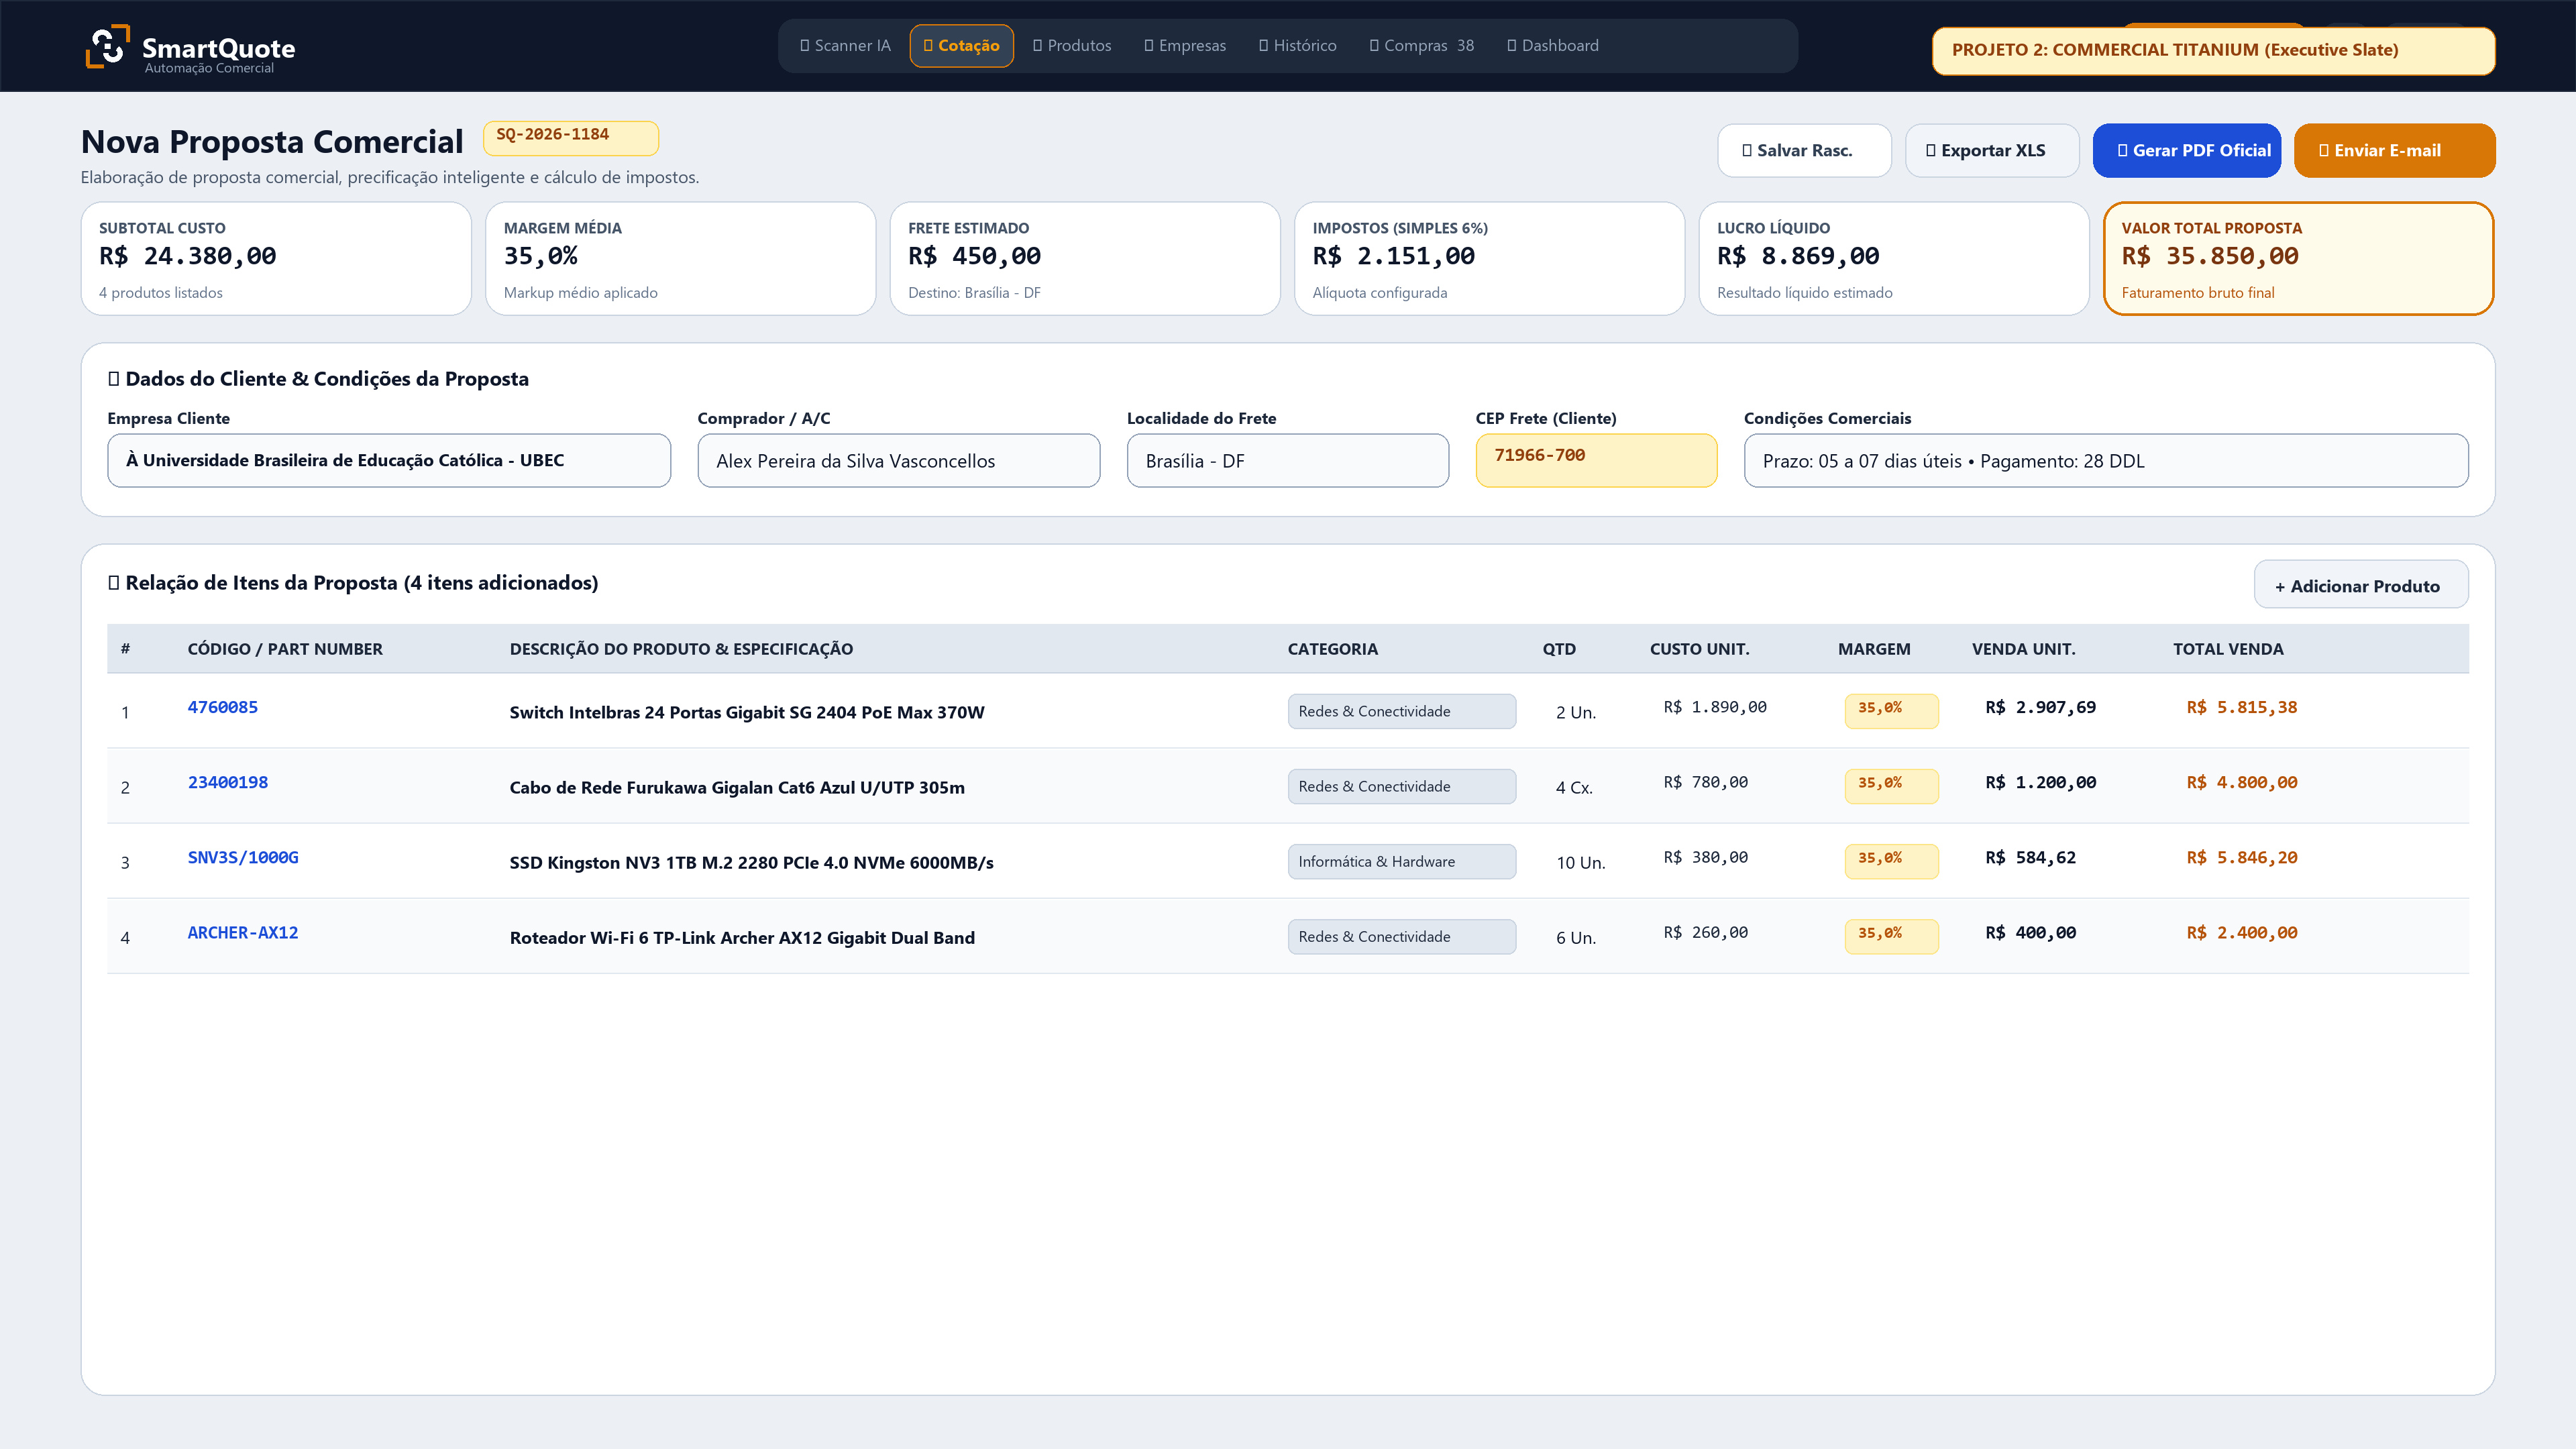 SmartQuote
Automação Comercial
Scanner IA
Cotação
Produtos
Empresas
Histórico
Compras 38
Dashboard
PROJETO 2: COMMERCIAL TITANIUM (Executive Slate)
Nova Proposta Comercial
SQ-2026-1184
Elaboração de proposta comercial, precificação inteligente e cálculo de impostos.
Salvar Rasc.
Exportar XLS
Gerar PDF Oficial
Enviar E-mail
SUBTOTAL CUSTO
R$ 24.380,00
4 produtos listados
MARGEM MÉDIA
35,0%
Markup médio aplicado
FRETE ESTIMADO
R$ 450,00
Destino: Brasília - DF
IMPOSTOS (SIMPLES 6%)
R$ 2.151,00
Alíquota configurada
LUCRO LÍQUIDO
R$ 8.869,00
Resultado líquido estimado
VALOR TOTAL PROPOSTA
R$ 35.850,00
Faturamento bruto final
Dados do Cliente & Condições da Proposta
Empresa Cliente
À Universidade Brasileira de Educação Católica - UBEC
Comprador / A/C
Alex Pereira da Silva Vasconcellos
Localidade do Frete
Brasília - DF
CEP Frete (Cliente)
71966-700
Condições Comerciais
Prazo: 05 a 07 dias úteis • Pagamento: 28 DDL
Relação de Itens da Proposta (4 itens adicionados)
+ Adicionar Produto
# CÓDIGO / PART NUMBER DESCRIÇÃO DO PRODUTO & ESPECIFICAÇÃO CATEGORIA QTD CUSTO UNIT. MARGEM VENDA UNIT. TOTAL VENDA
1 4760085 Switch Intelbras 24 Portas Gigabit SG 2404 PoE Max 370W Redes & Conectividade 2 Un. R$ 1.890,00 35,0% R$ 2.907,69 R$ 5.815,38
2 23400198 Cabo de Rede Furukawa Gigalan Cat6 Azul U/UTP 305m Redes & Conectividade 4 Cx. R$ 780,00 35,0% R$ 1.200,00 R$ 4.800,00
3 SNV3S/1000G SSD Kingston NV3 1TB M.2 2280 PCIe 4.0 NVMe 6000MB/s Informática & Hardware 10 Un. R$ 380,00 35,0% R$ 584,62 R$ 5.846,20
4 ARCHER-AX12 Roteador Wi-Fi 6 TP-Link Archer AX12 Gigabit Dual Band Redes & Conectividade 6 Un. R$ 260,00 35,0% R$ 400,00 R$ 2.400,00